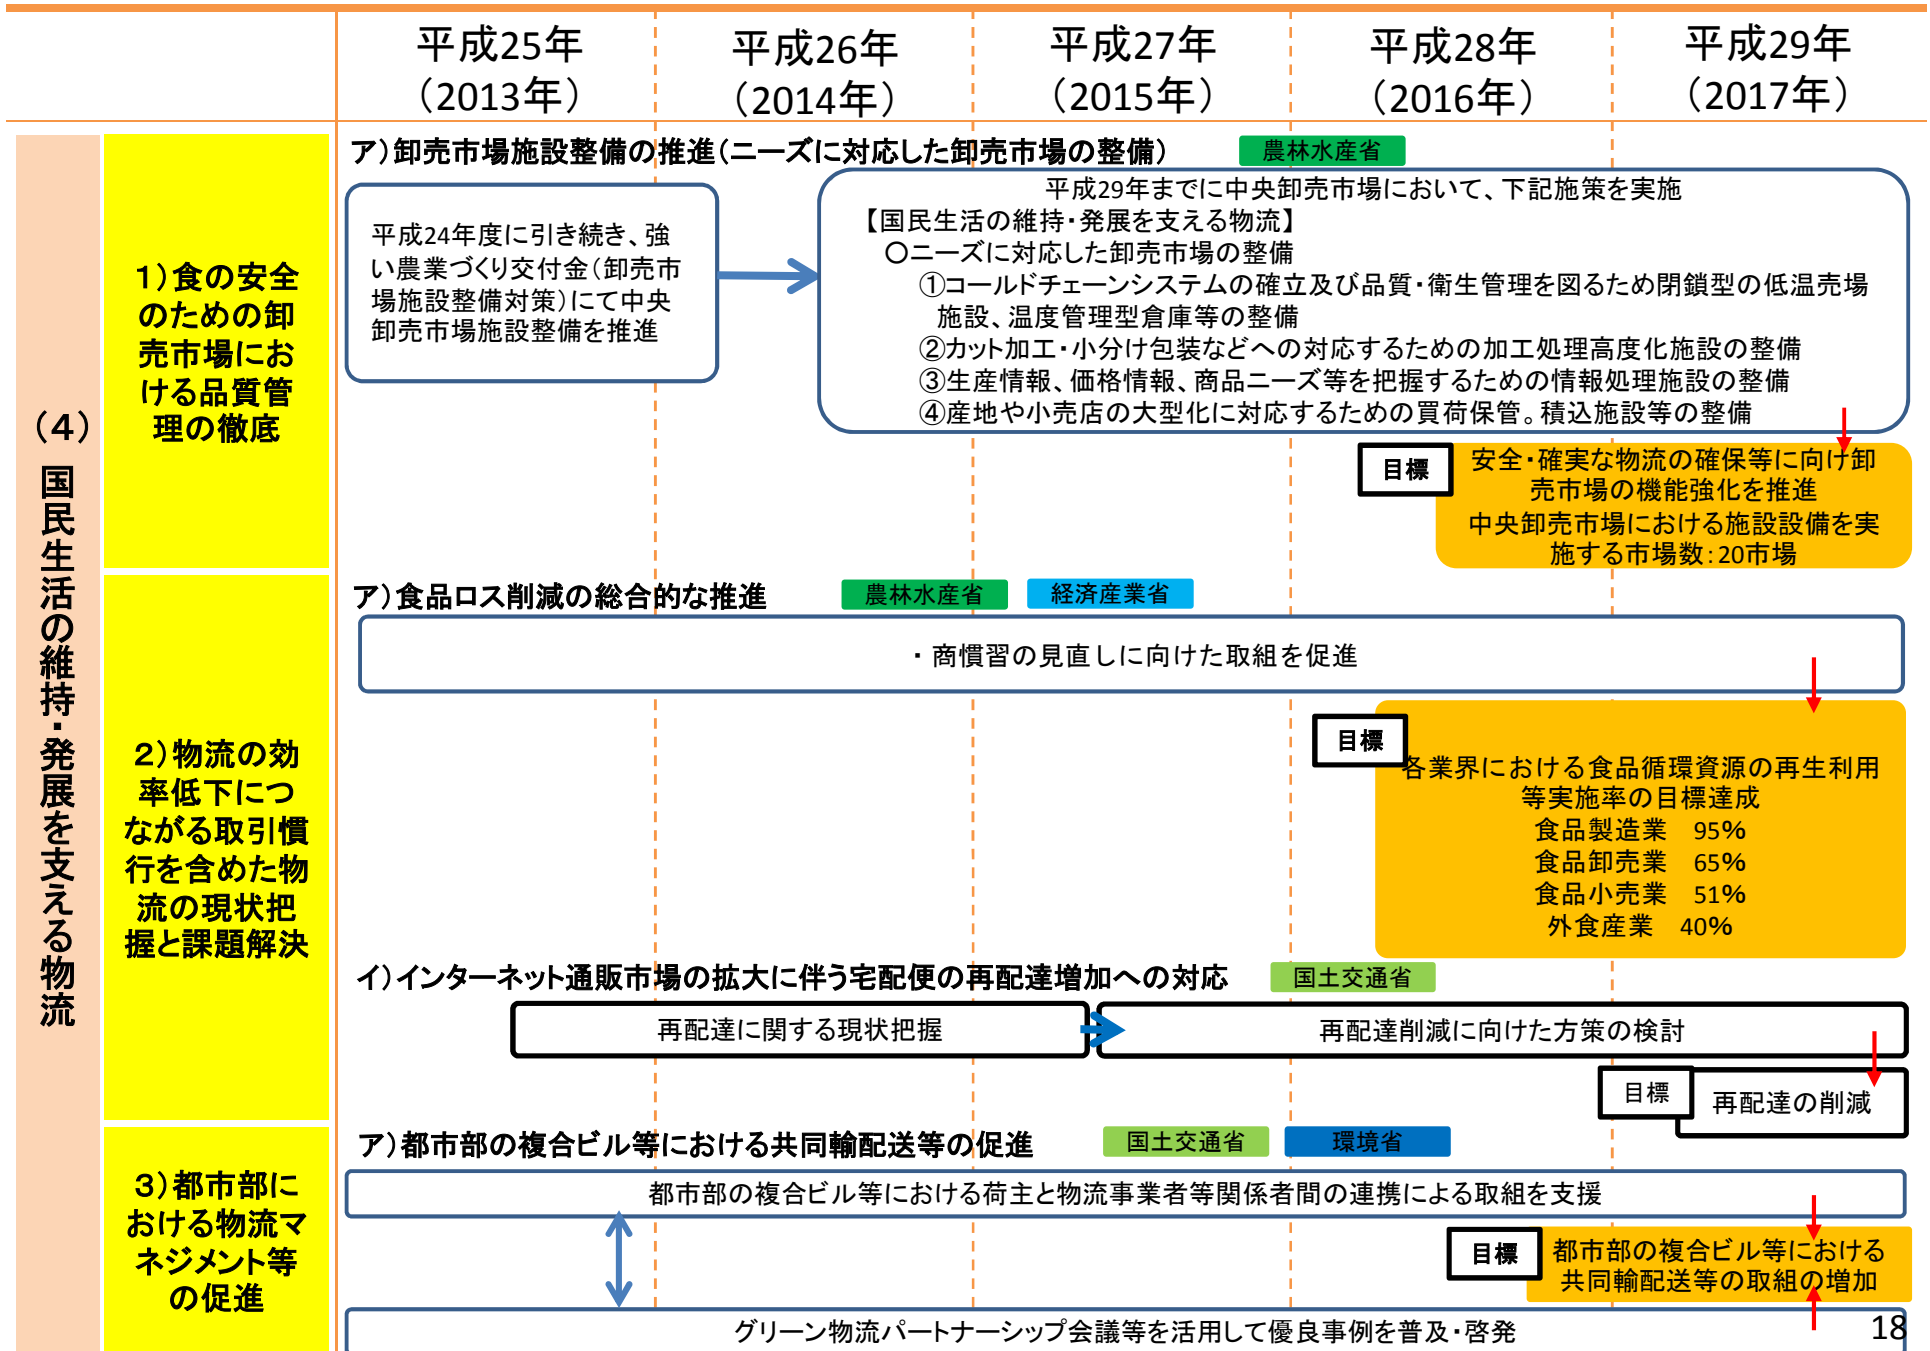 平成25年
（2013年）
平成26年
（2014年）
平成27年
（2015年）
平成28年
（2016年）
平成29年
（2017年）
（４）国民生活の維持・発展を支える物流
１）食の安全
のための卸
売市場にお
ける品質管
理の徹底
ア）卸売市場施設整備の推進（ニーズに対応した卸売市場の整備）
農林水産省
平成24年度に引き続き、強
い農業づくり交付金（卸売市
場施設整備対策）にて中央
卸売市場施設整備を推進
平成29年までに中央卸売市場において、下記施策を実施
【国民生活の維持・発展を支える物流】
〇ニーズに対応した卸売市場の整備
①コールドチェーンシステムの確立及び品質・衛生管理を図るため閉鎖型の低温売場
施設、温度管理型倉庫等の整備
②カット加工・小分け包装などへの対応するための加工処理高度化施設の整備
③生産情報、価格情報、商品ニーズ等を把握するための情報処理施設の整備
④産地や小売店の大型化に対応するための買荷保管。積込施設等の整備
目標
安全・確実な物流の確保等に向け卸
売市場の機能強化を推進
中央卸売市場における施設設備を実
施する市場数：20市場
２）物流の効
率低下につ
ながる取引慣
行を含めた物
流の現状把
握と課題解決
ア）食品ロス削減の総合的な推進
農林水産省
経済産業省
・商慣習の見直しに向けた取組を促進
目標
各業界における食品循環資源の再生利用
等実施率の目標達成
食品製造業　95%
食品卸売業　65%
食品小売業　51%
外食産業　40%
イ）インターネット通販市場の拡大に伴う宅配便の再配達増加への対応
国土交通省
再配達に関する現状把握
再配達削減に向けた方策の検討
目標
再配達の削減
３）都市部に
おける物流マ
ネジメント等
の促進
ア）都市部の複合ビル等における共同輸配送等の促進
国土交通省
環境省
都市部の複合ビル等における荷主と物流事業者等関係者間の連携による取組を支援
目標
都市部の複合ビル等における
共同輸配送等の取組の増加
グリーン物流パートナーシップ会議等を活用して優良事例を普及・啓発
18